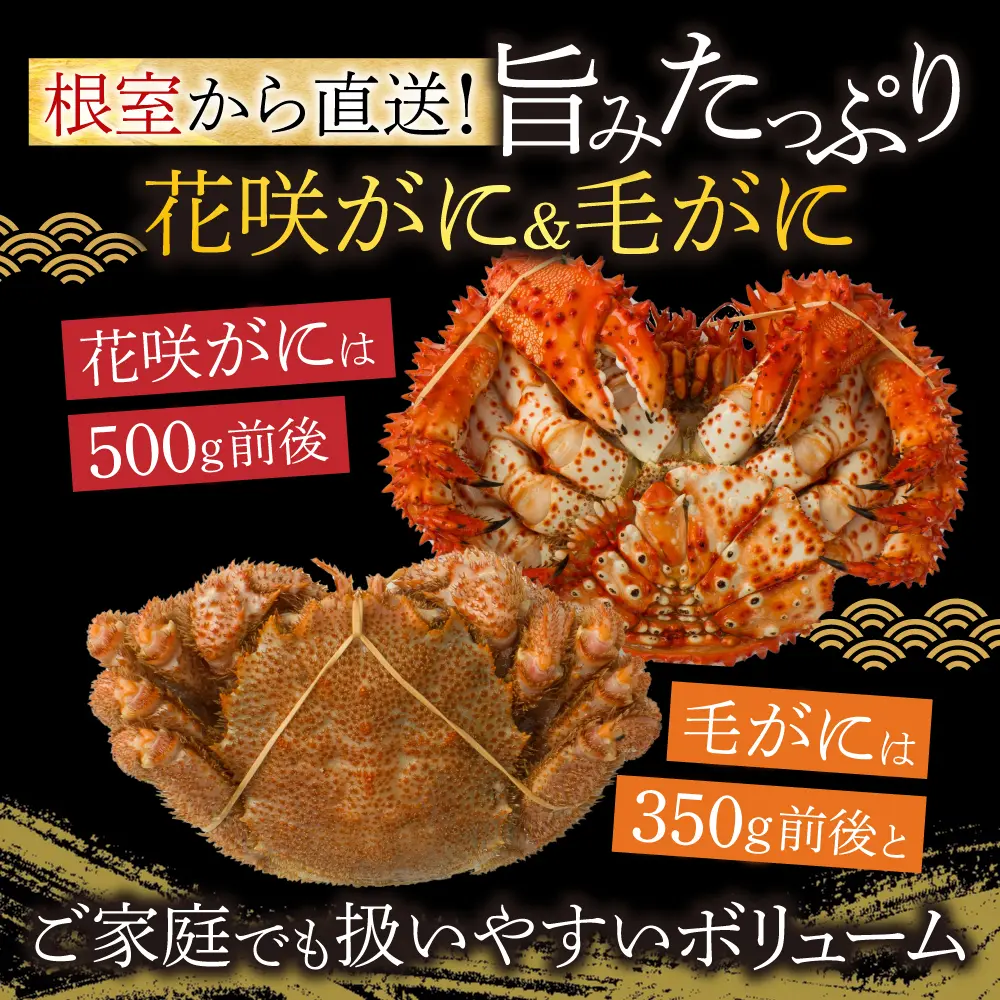 根室から直送! 旨みたっぷり
花咲がに&毛がに
花咲がには
500g前後
毛がには
350g前後と
ご家庭でも扱いやすいボリューム